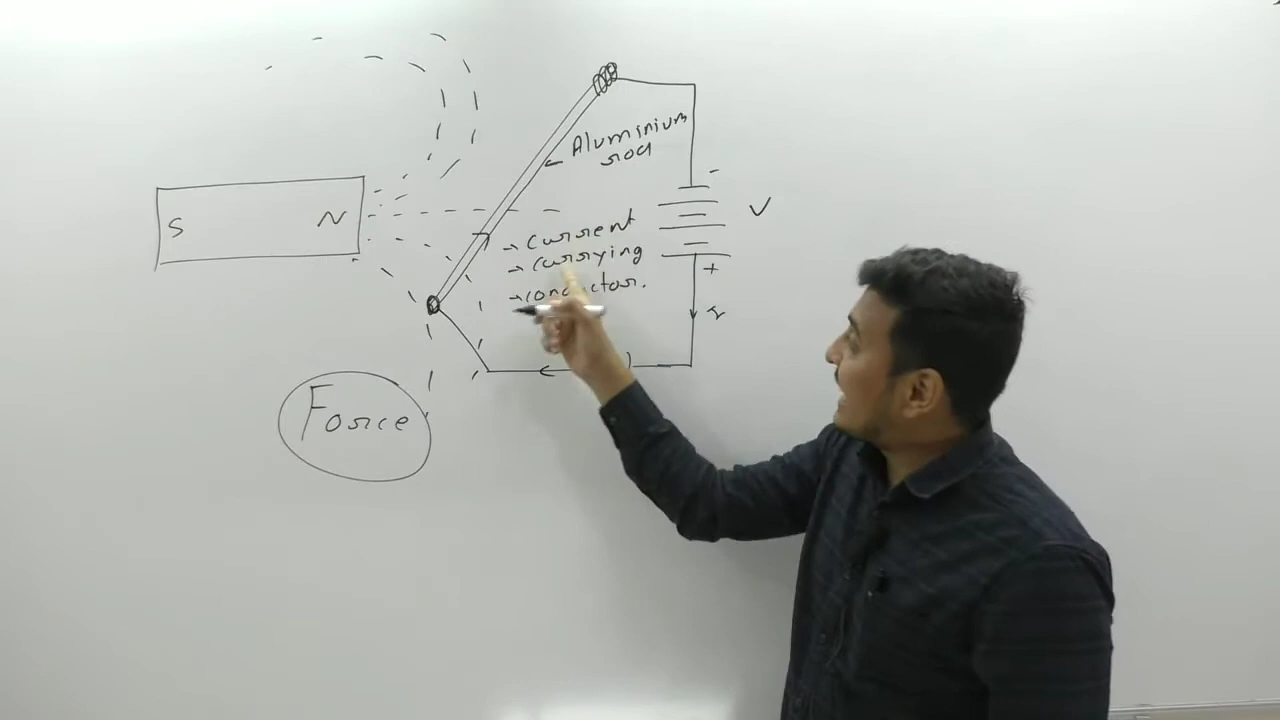 S N
Aluminium
rod
-
V
→ Current
→ carrying
→ conductor.
+
I
Force